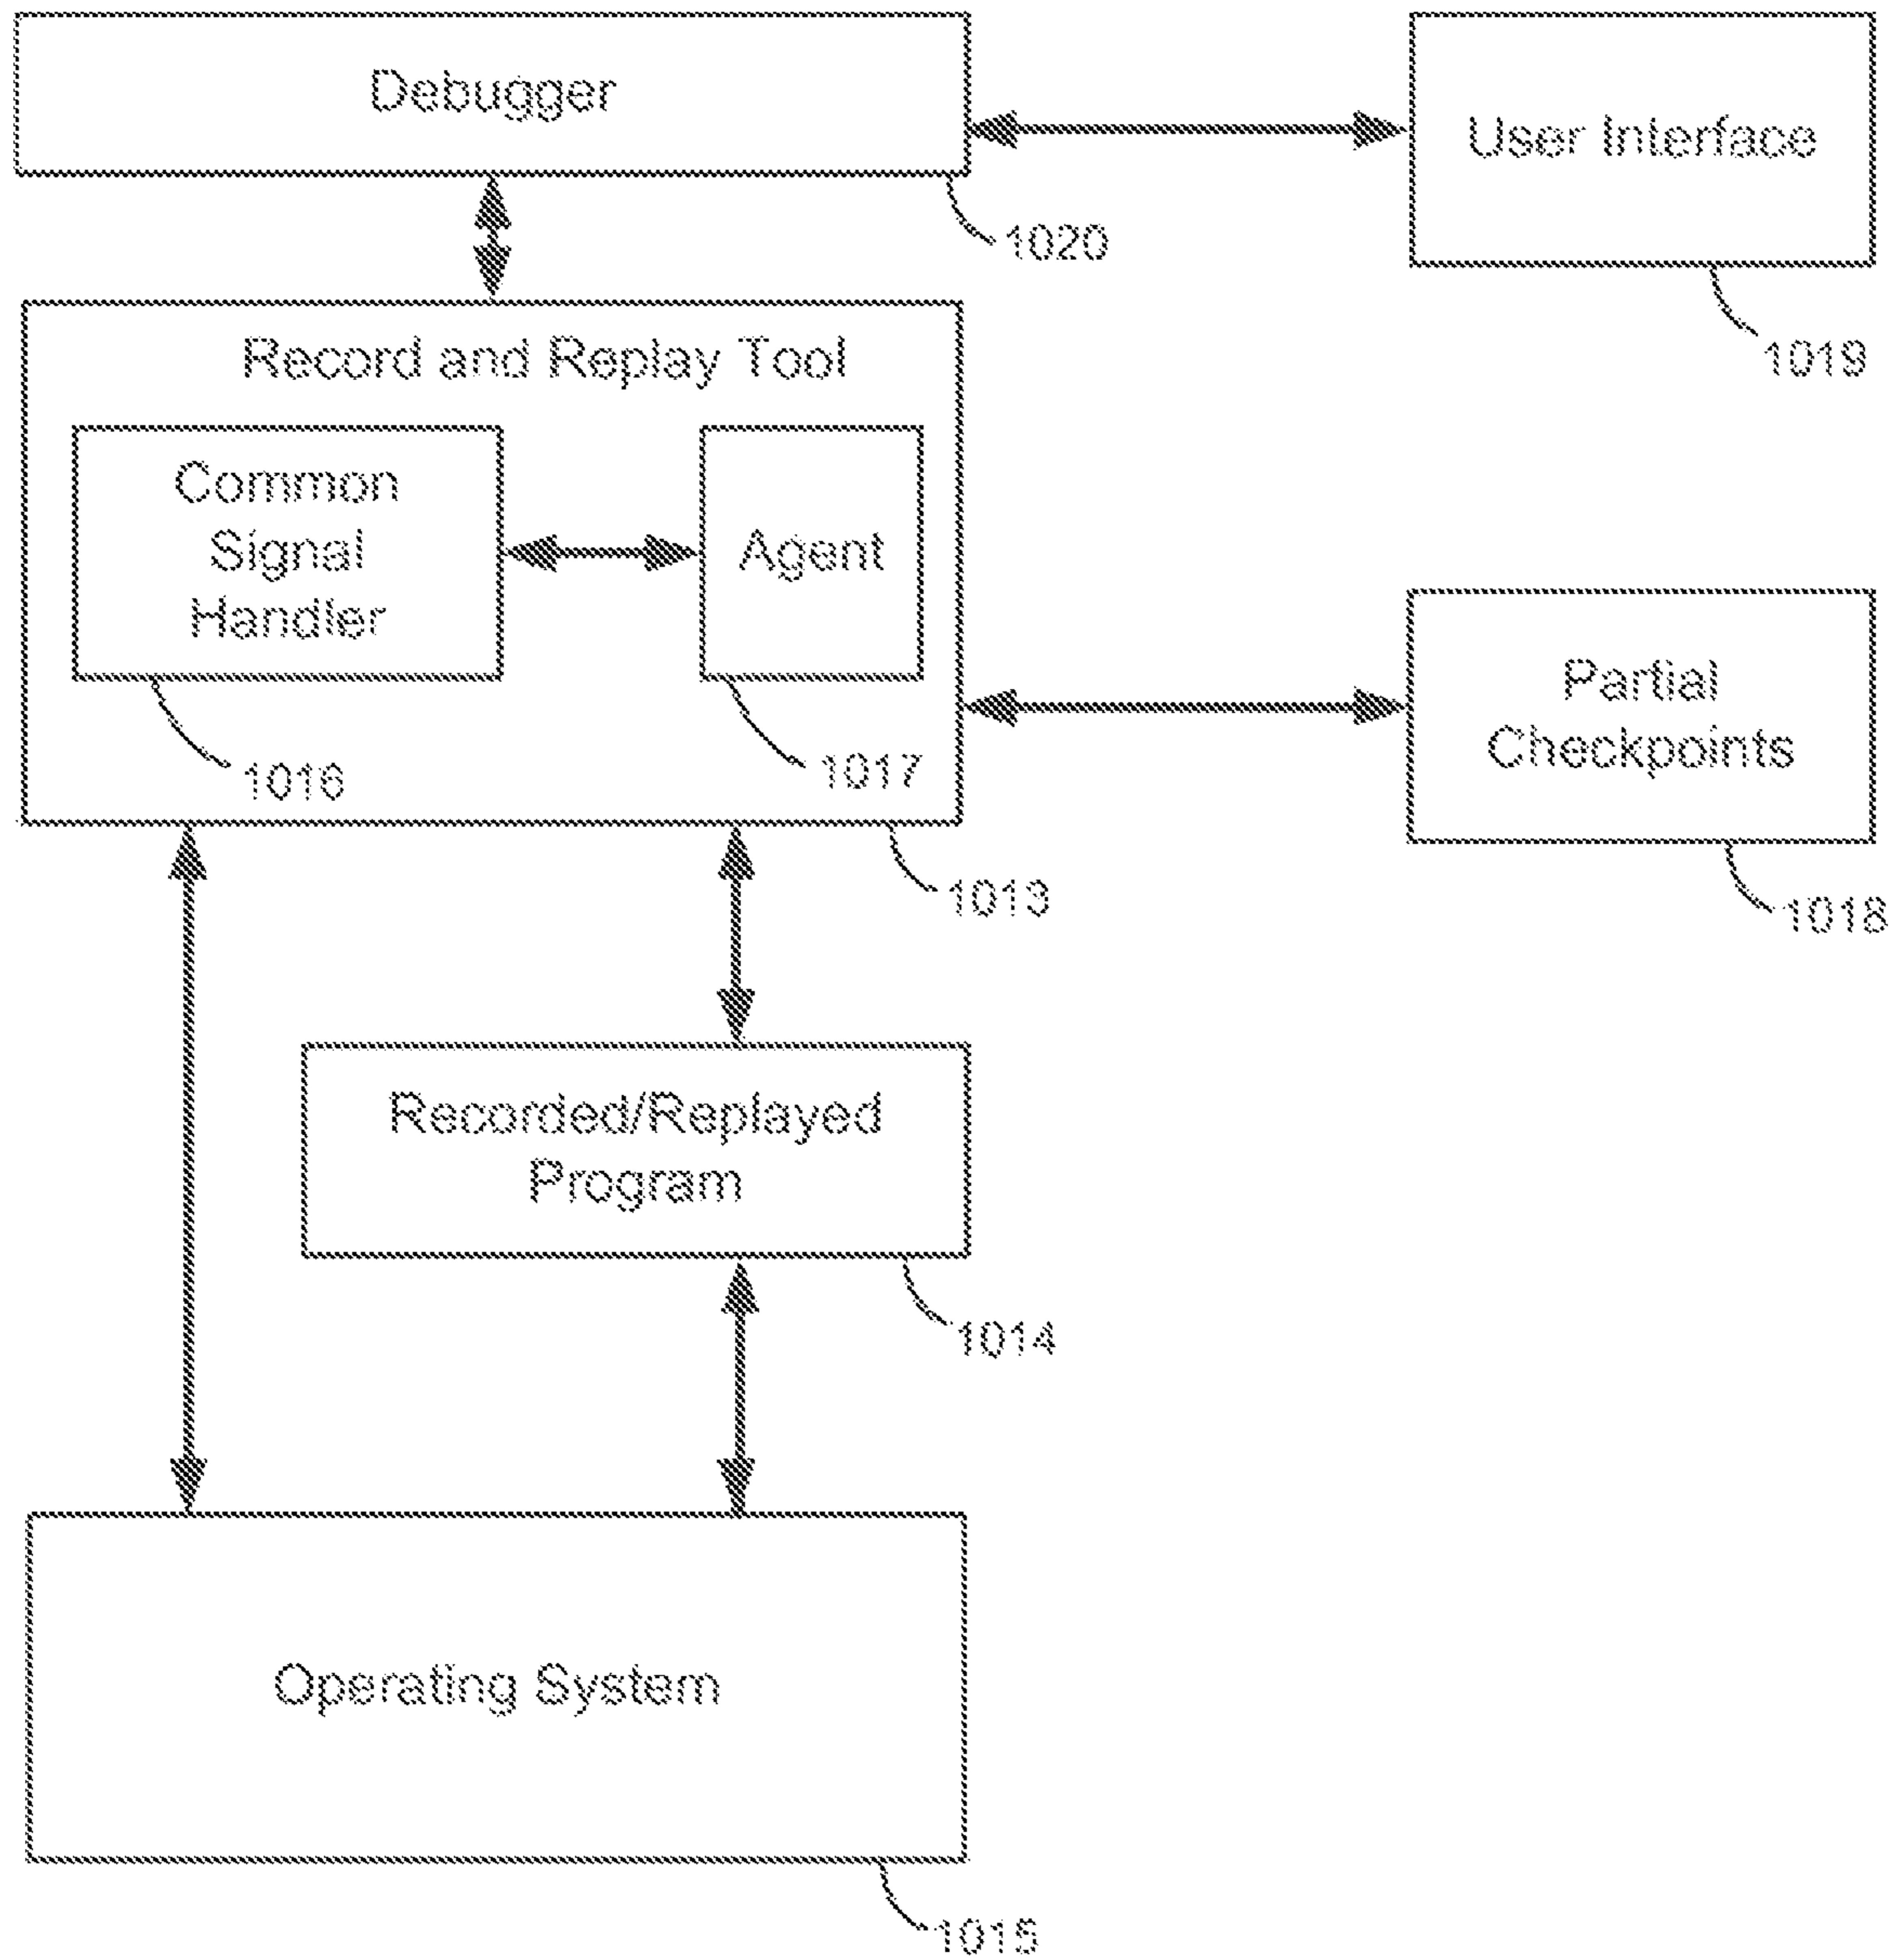 Debugger
User Interface
1020
1019
Record and Replay Tool
Common
Signal
Handler
Agent
1016
1017
Partial
Checkpoints
1013
1018
Recorded/Replayed
Program
1014
Operating System
1015